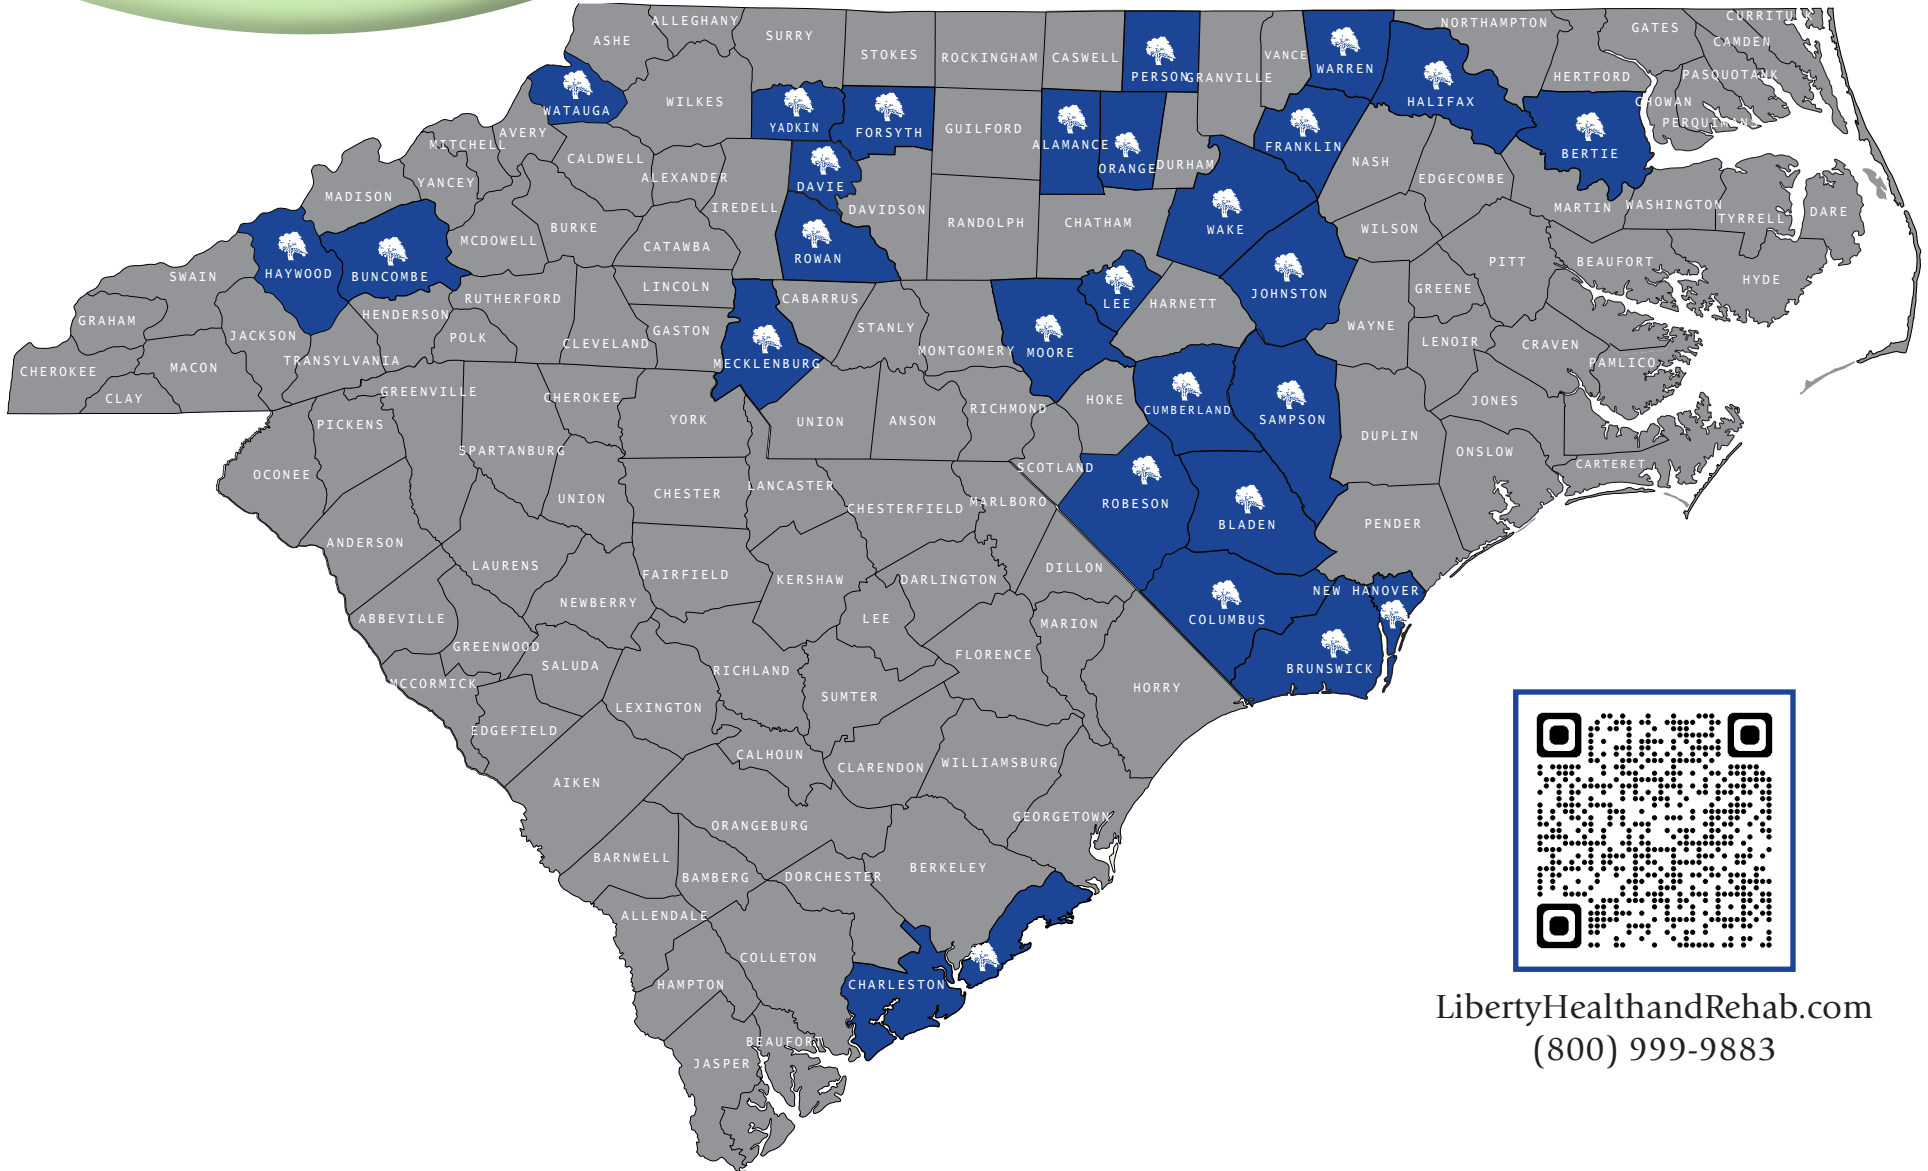 ALLEGHANY
ASHE
SURRY
STOKES
ROCKINGHAM
CASWELL
PERSON
GRANVILLE
VANCE
WARREN
NORTHAMPTON
GATES
CAMDEN
PASQUOTANK
HERTFORD
HALIFAX
WATAUGA
WILKES
YADKIN
FORSYTH
GUILFORD
ALAMANCE
ORANGE
DURHAM
FRANKLIN
NASH
BERTIE
CHOWAN
AVERY
MITCHELL
CALDWELL
ALEXANDER
YANCEY
MADISON
DAVIE
IREDELL
DAVIDSON
RANDOLPH
CHATHAM
WAKE
EDGECOMBE
MARTIN
WASHINGTON
TYRRELL
DARE
WILSON
BURKE
MCDOWELL
CATAWBA
ROWAN
HAYWOOD
BUNCOMBE
SWAIN
LINCOLN
CABARRUS
LEE
HARNETT
JOHNSTON
GREENE
PITT
BEAUFORT
HYDE
RUTHERFORD
HENDERSON
GRAHAM
JACKSON
POLK
CLEVELAND
GASTON
MECKLENBURG
STANLY
MONTGOMERY
MOORE
WAYNE
LENOIR
CRAVEN
PAMLICO
TRANSYLVANIA
CHEROKEE
MACON
CLAY
GREENVILLE
CHEROKEE
YORK
UNION
ANSON
RICHMOND
HOKE
CUMBERLAND
SAMPSON
DUPLIN
JONES
ONSLOW
CARTERET
PICKENS
OCONEE
SPARTANBURG
UNION
CHESTER
LANCASTER
CHESTERFIELD
MARLBORO
SCOTLAND
ROBESON
BLADEN
PENDER
ANDERSON
LAURENS
FAIRFIELD
KERSHAW
DARLINGTON
DILLON
NEW HANOVER
COLUMBUS
BRUNSWICK
ABBEVILLE
NEWBERRY
LEE
MARION
GREENWOOD
SALUDA
RICHLAND
FLORENCE
MCCORMICK
SUMTER
HORRY
LEXINGTON
EDGEFIELD
CALHOUN
CLARENDON
WILLIAMSBURG
AIKEN
GEORGETOWN
ORANGEBURG
BARNWELL
BAMBERG
DORCHESTER
BERKELEY
ALLENDALE
COLLETON
HAMPTON
CHARLESTON
BEAUFORT
JASPER
LibertyHealthandRehab.com
(800) 999-9883